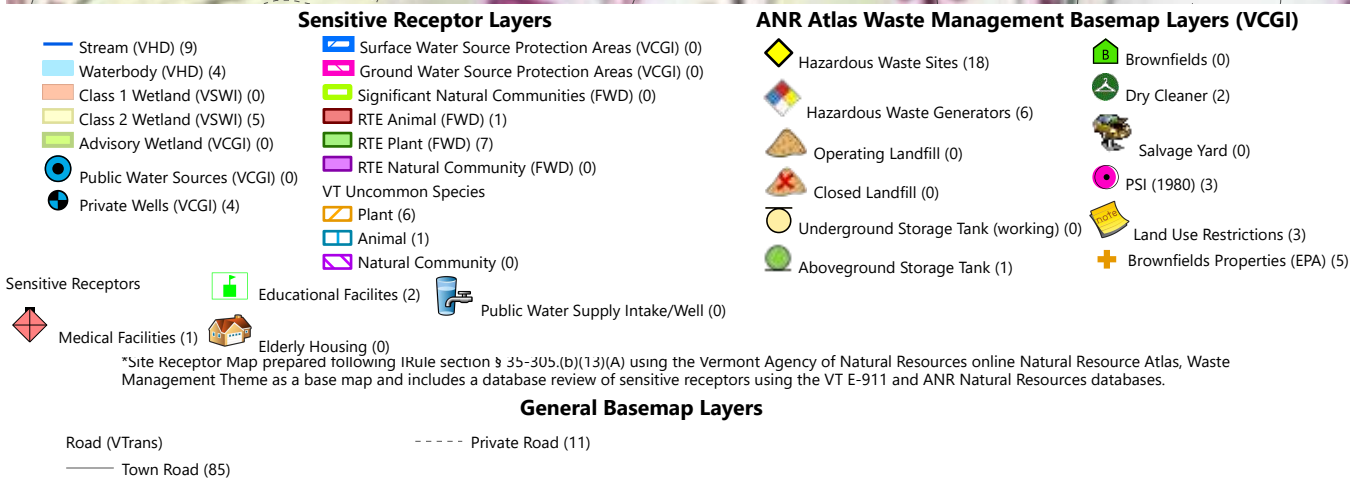 Sensitive Receptor Layers
Stream (VHD) (9)
Waterbody (VHD) (4)
Class 1 Wetland (VSWI) (0)
Class 2 Wetland (VSWI) (5)
Advisory Wetland (VCGI) (0)
Public Water Sources (VCGI) (0)
Private Wells (VCGI) (4)
Surface Water Source Protection Areas (VCGI) (0)
Ground Water Source Protection Areas (VCGI) (0)
Significant Natural Communities (FWD) (0)
RTE Animal (FWD) (1)
RTE Plant (FWD) (7)
RTE Natural Community (FWD) (0)
VT Uncommon Species
Plant (6)
Animal (1)
Natural Community (0)
ANR Atlas Waste Management Basemap Layers (VCGI)
Hazardous Waste Sites (18)
Hazardous Waste Generators (6)
Operating Landfill (0)
Closed Landfill (0)
Underground Storage Tank (working) (0)
Aboveground Storage Tank (1)
B
Brownfields (0)
Dry Cleaner (2)
Salvage Yard (0)
PSI (1980) (3)
note
Land Use Restrictions (3)
Brownfields Properties (EPA) (5)
Sensitive Receptors
Medical Facilities (1)
Educational Facilites (2)
Elderly Housing (0)
Public Water Supply Intake/Well (0)
*Site Receptor Map prepared following IRule section § 35-305.(b)(13)(A) using the Vermont Agency of Natural Resources online Natural Resource Atlas, Waste
Management Theme as a base map and includes a database review of sensitive receptors using the VT E-911 and ANR Natural Resources databases.
General Basemap Layers
Road (VTrans)
Town Road (85)
Private Road (11)